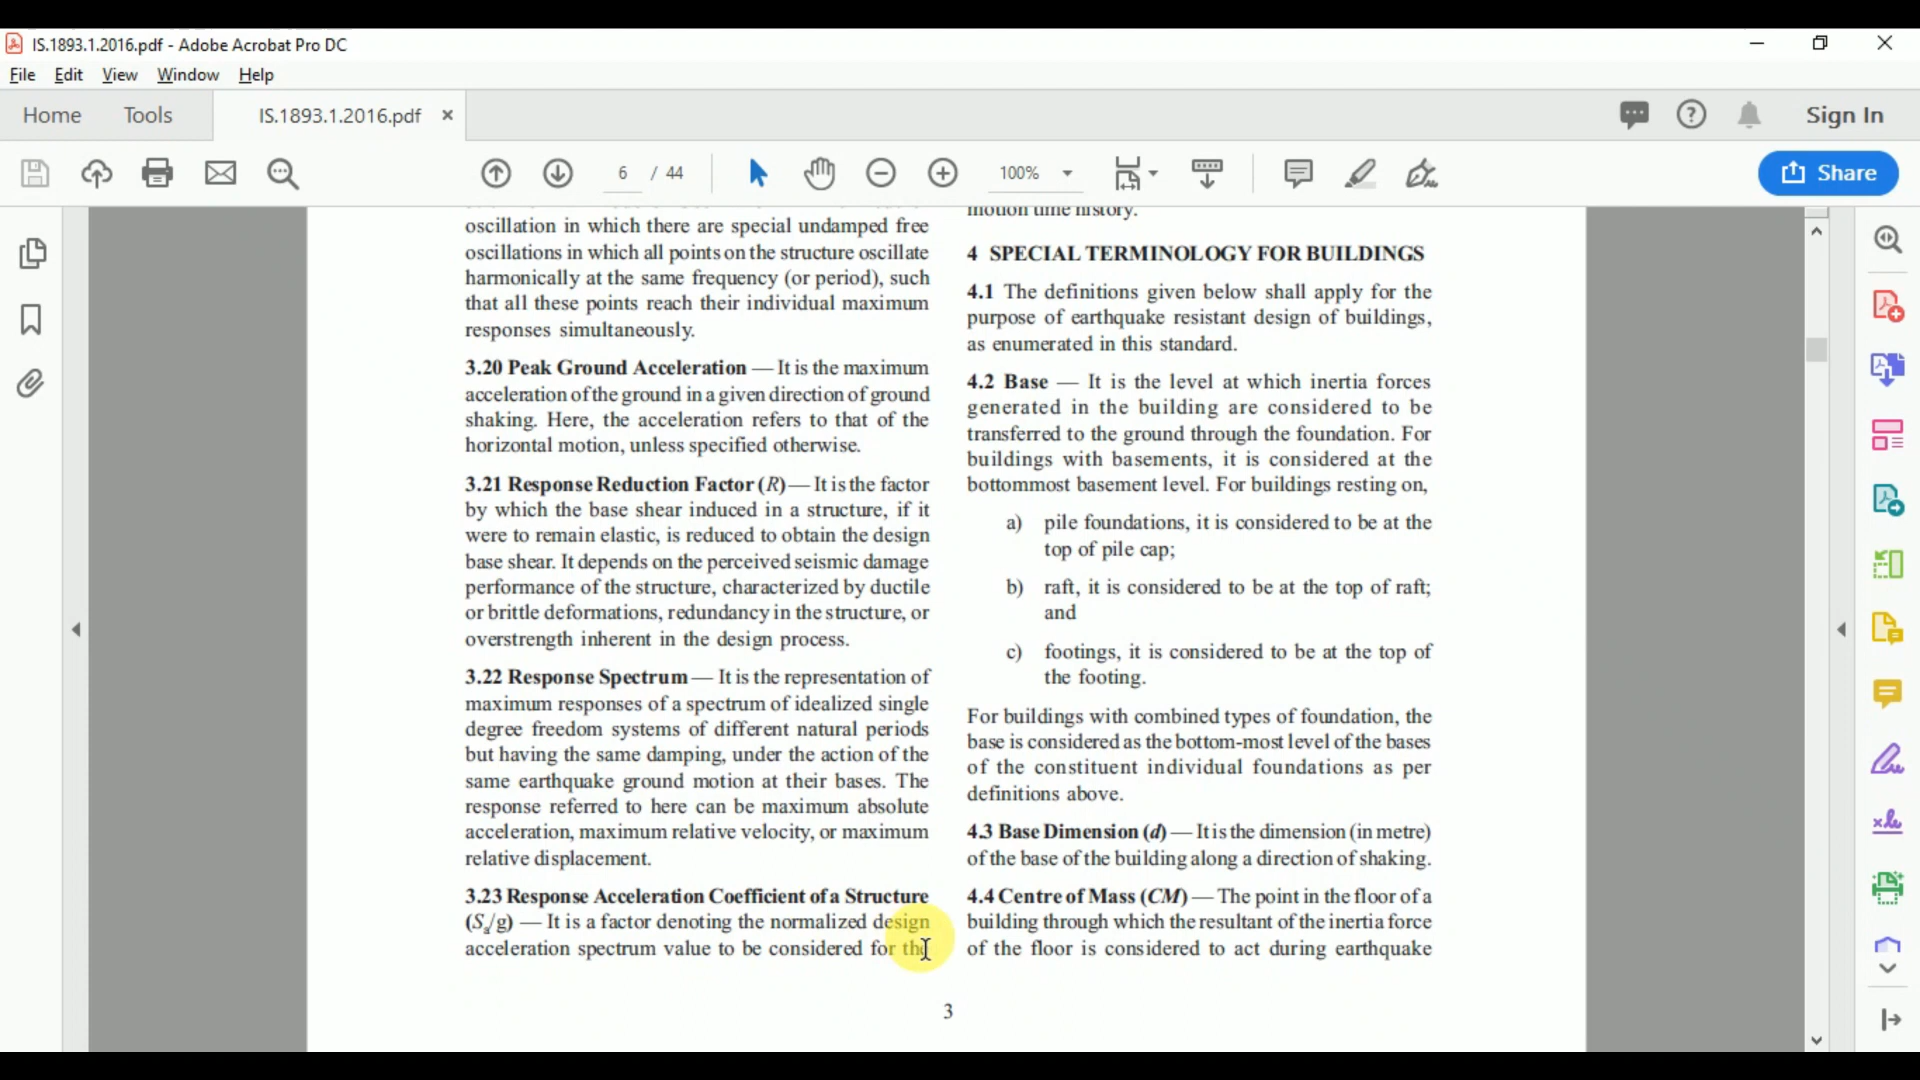 IS.1893.1.2016.pdf - Adobe Acrobat Pro DC
File Edit View Window Help
Home Tools IS.1893.1.2016.pdf × Sign In
6 / 44 100% Share
oscillation in which there are special undamped free
oscillations in which all points on the structure oscillate
harmonically at the same frequency (or period), such
that all these points reach their individual maximum
responses simultaneously.
3.20 Peak Ground Acceleration — It is the maximum
acceleration of the ground in a given direction of ground
shaking. Here, the acceleration refers to that of the
horizontal motion, unless specified otherwise.
3.21 Response Reduction Factor (R) — It is the factor
by which the base shear induced in a structure, if it
were to remain elastic, is reduced to obtain the design
base shear. It depends on the perceived seismic damage
performance of the structure, characterized by ductile
or brittle deformations, redundancy in the structure, or
overstrength inherent in the design process.
3.22 Response Spectrum — It is the representation of
maximum responses of a spectrum of idealized single
degree freedom systems of different natural periods
but having the same damping, under the action of the
same earthquake ground motion at their bases. The
response referred to here can be maximum absolute
acceleration, maximum relative velocity, or maximum
relative displacement.
3.23 Response Acceleration Coefficient of a Structure
(Sa/g) — It is a factor denoting the normalized design
acceleration spectrum value to be considered for the
motion time history.
4 SPECIAL TERMINOLOGY FOR BUILDINGS
4.1 The definitions given below shall apply for the
purpose of earthquake resistant design of buildings,
as enumerated in this standard.
4.2 Base — It is the level at which inertia forces
generated in the building are considered to be
transferred to the ground through the foundation. For
buildings with basements, it is considered at the
bottommost basement level. For buildings resting on,
a) pile foundations, it is considered to be at the
top of pile cap;
b) raft, it is considered to be at the top of raft;
and
c) footings, it is considered to be at the top of
the footing.
For buildings with combined types of foundation, the
base is considered as the bottom-most level of the bases
of the constituent individual foundations as per
definitions above.
4.3 Base Dimension (d) — It is the dimension (in metre)
of the base of the building along a direction of shaking.
4.4 Centre of Mass (CM) — The point in the floor of a
building through which the resultant of the inertia force
of the floor is considered to act during earthquake
3